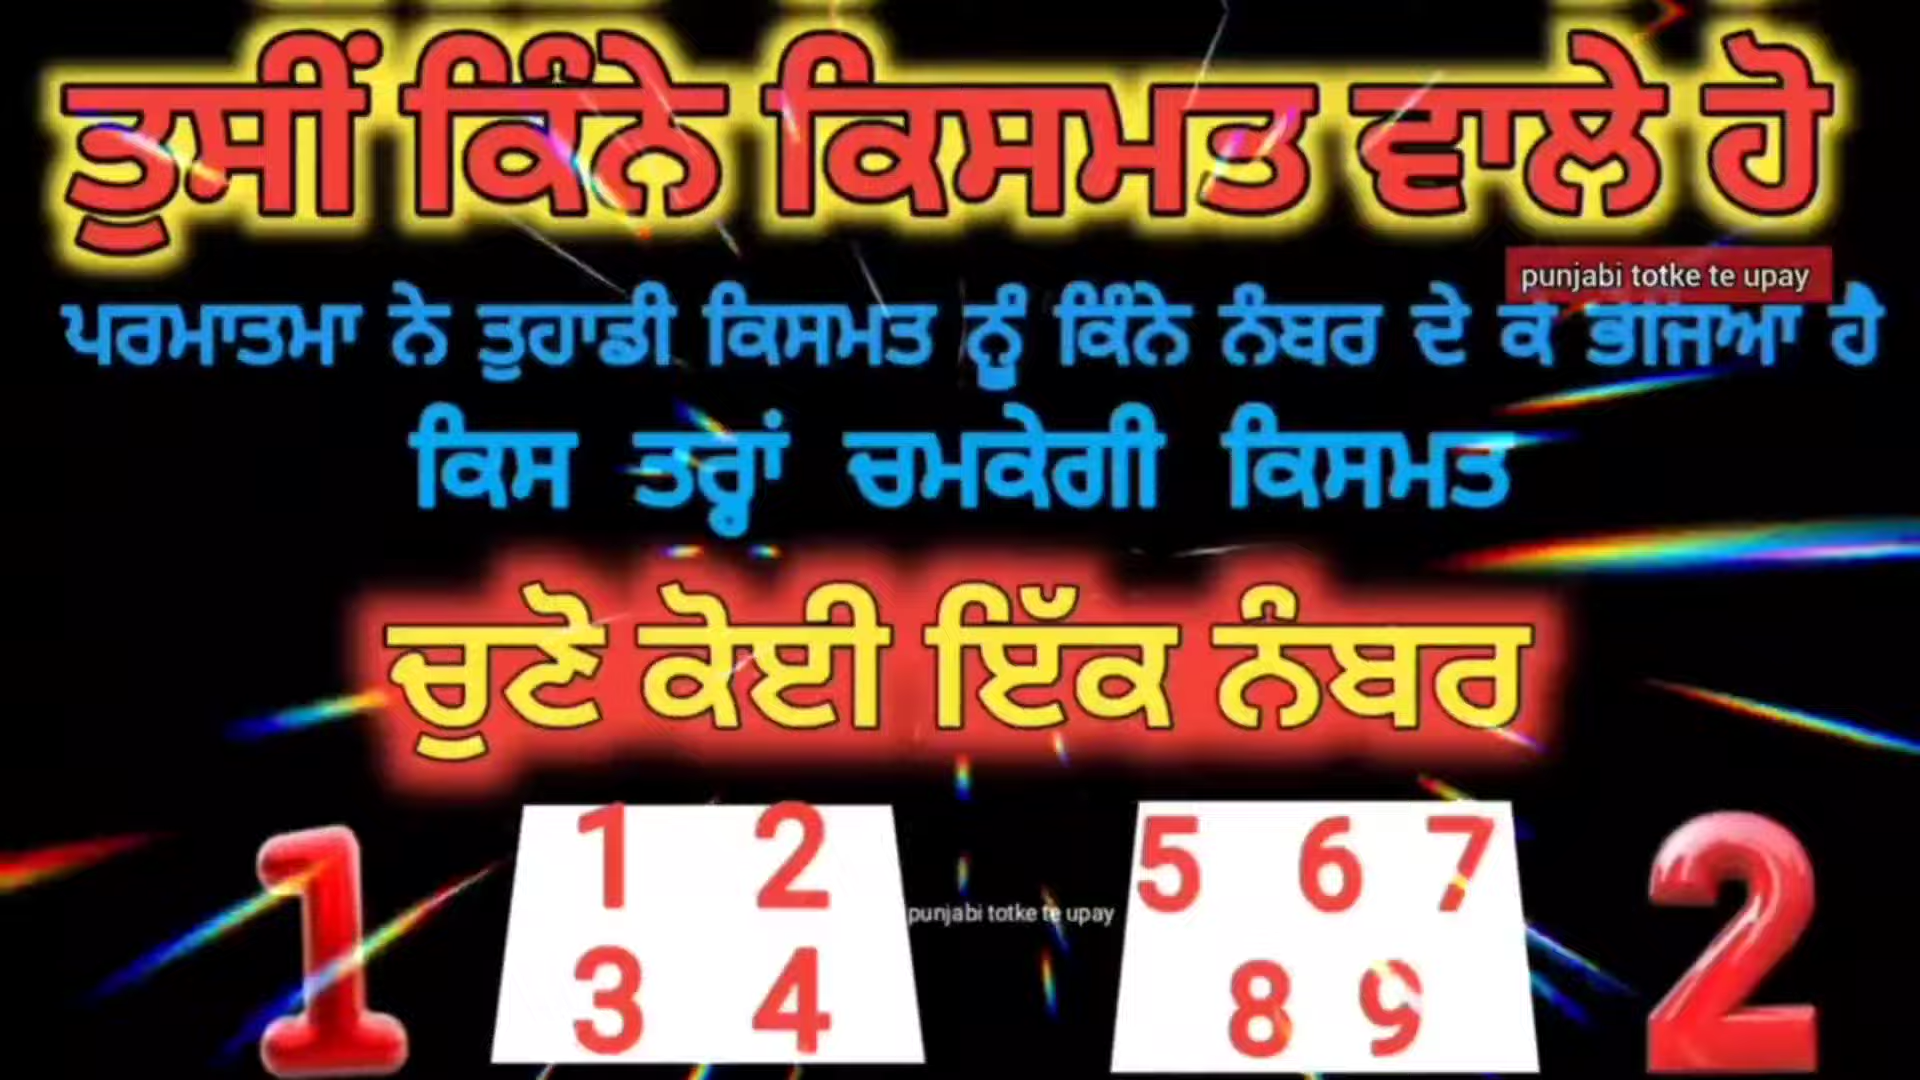 ਤੁਸੀਂ ਕਿੰਨੇ ਕਿਸਮਤ ਵਾਲੇ ਹੋ
punjabi totke te upay
ਪਰਮਾਤਮਾ ਨੇ ਤੁਹਾਡੀ ਕਿਸਮਤ ਨੂੰ ਕਿੰਨੇ ਨੰਬਰ ਦੇ ਕੇ ਭੇਜਿਆ ਹੈ
ਕਿਸ ਤਰ੍ਹਾਂ ਚਮਕੇਗੀ ਕਿਸਮਤ
ਚੁਣੋ ਕੋਈ ਇੱਕ ਨੰਬਰ
1 1 2 5 6 7 2
punjabi totke te upay
3 4 8 9